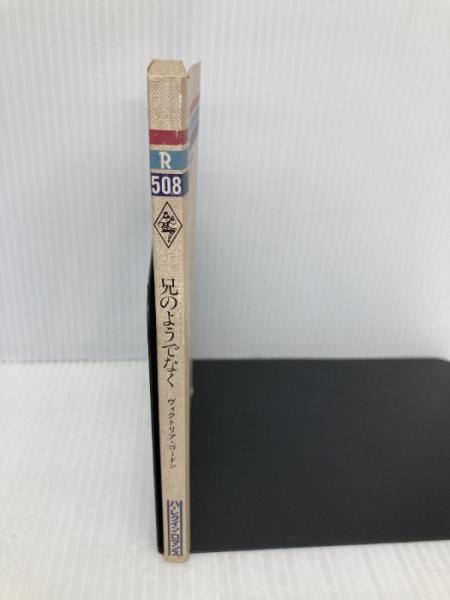 R
508
兄のようでなく
ヴィクトリア・ゴードン
ハーレクイン・ロマンス